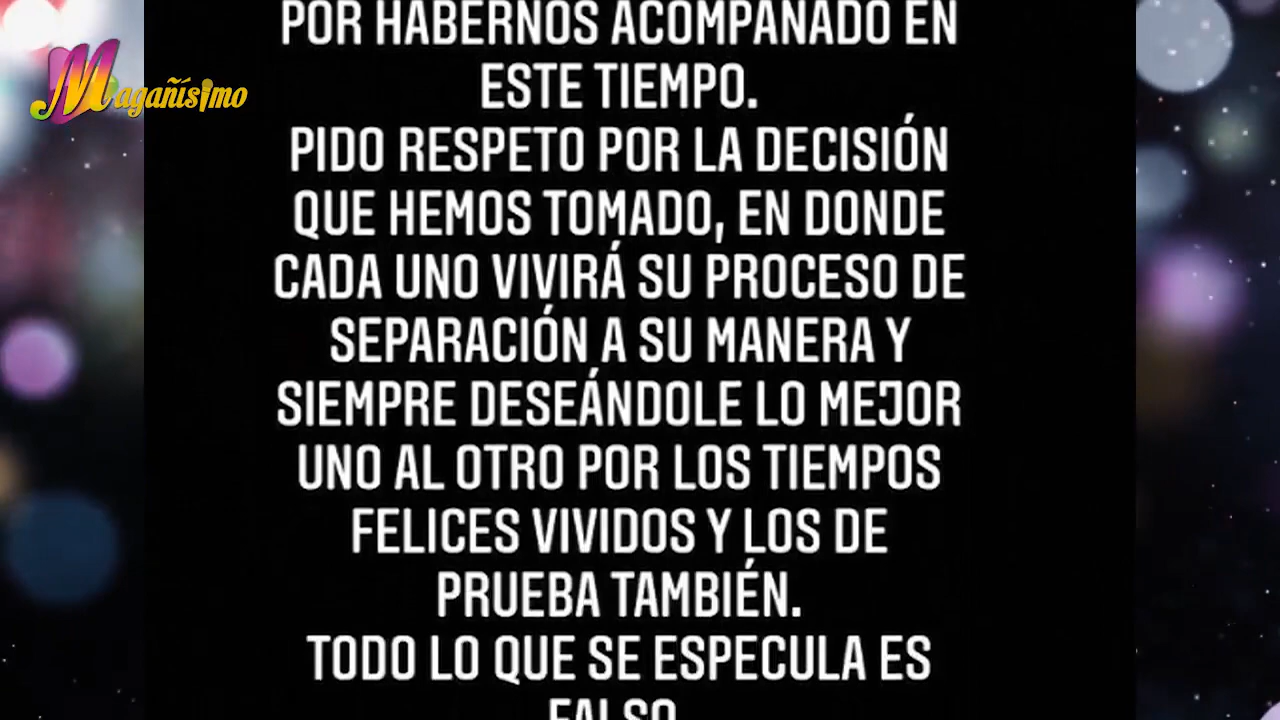 Magañísimo
POR HABERNOS ACOMPAÑADO EN
ESTE TIEMPO.
PIDO RESPETO POR LA DECISIÓN
QUE HEMOS TOMADO, EN DONDE
CADA UNO VIVIRÁ SU PROCESO DE
SEPARACIÓN A SU MANERA Y
SIEMPRE DESEÁNDOLE LO MEJOR
UNO AL OTRO POR LOS TIEMPOS
FELICES VIVIDOS Y LOS DE
PRUEBA TAMBIÉN.
TODO LO QUE SE ESPECULA ES
FALSO